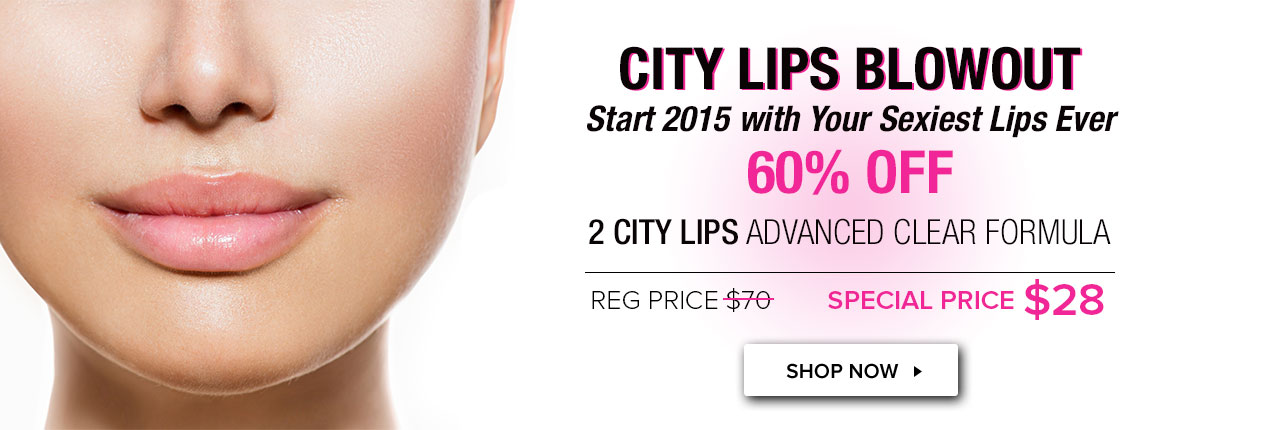 CITY LIPS BLOWOUT
Start 2015 with Your Sexiest Lips Ever
60% OFF
2 CITY LIPS ADVANCED CLEAR FORMULA
REG PRICE $70 SPECIAL PRICE $28
SHOP NOW